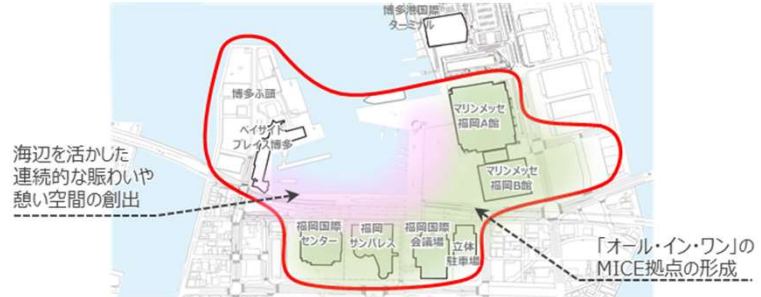 博多港国際
ターミナル
博多ふ頭
ベイサイド
プレイス博多
マリンメッセ
福岡A館
マリンメッセ
福岡B館
海辺を活かした
連続的な賑わいや
憩い空間の創出
福岡国際
センター
福岡
サンパレス
福岡国際
会議場
立体
駐車場
「オール・イン・ワン」の
MICE拠点の形成